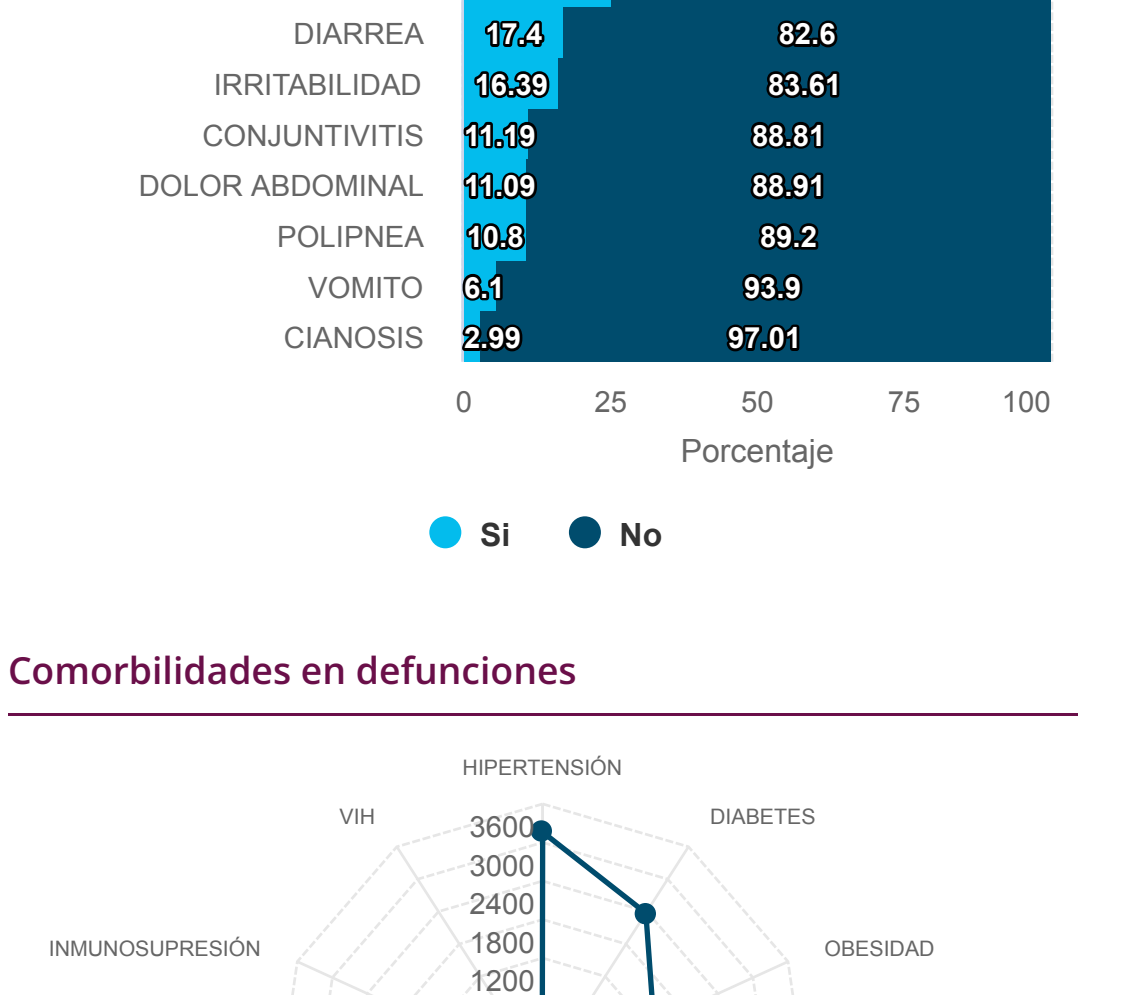 DIARREA 17.4 82.6
IRRITABILIDAD 16.39 83.61
CONJUNTIVITIS 11.19 88.81
DOLOR ABDOMINAL 11.09 88.91
POLIPNEA 10.8 89.2
VOMITO 6.1 93.9
CIANOSIS 2.99 97.01
0 25 50 75 100
Porcentaje
Si No
Comorbilidades en defunciones
HIPERTENSIÓN
VIH DIABETES
3600
3000
2400
1800
INMUNOSUPRESIÓN OBESIDAD
1200